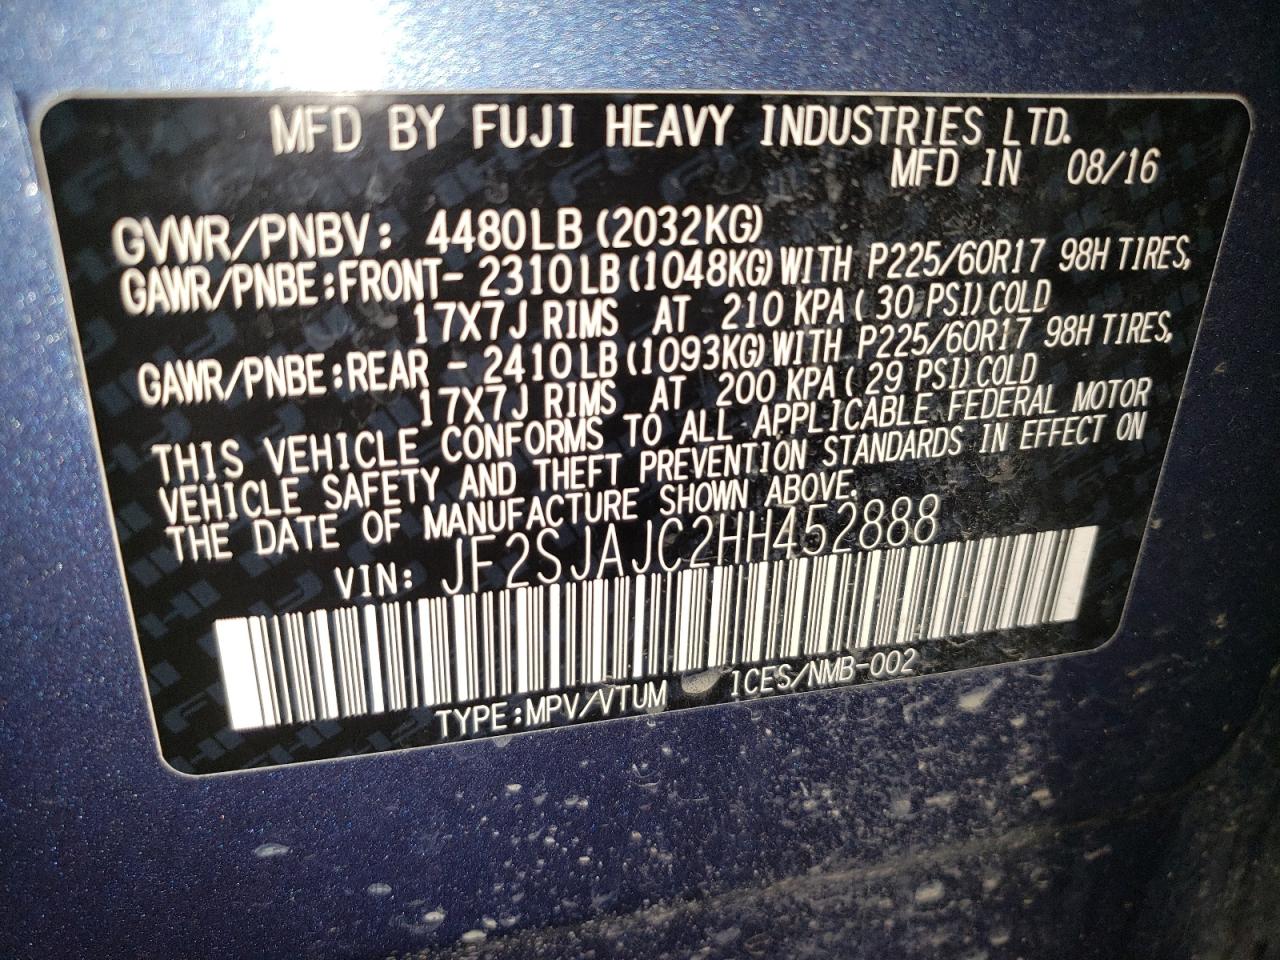 MFD BY FUJI HEAVY INDUSTRIES LTD.
MFD IN 08/16
GVWR/PNBV: 4480LB (2032KG)
GAWR/PNBE:FRONT- 2310LB(1048KG)WITH P225/60R17 98H TIRES,
17X7J RIMS AT 210 KPA( 30 PSI)COLD
GAWR/PNBE:REAR - 2410LB(1093KG)WITH P225/60R17 98H TIRES,
17X7J RIMS AT 200 KPA( 29 PSI)COLD
THIS VEHICLE CONFORMS TO ALL APPLICABLE FEDERAL MOTOR
VEHICLE SAFETY AND THEFT PREVENTION STANDARDS IN EFFECT ON
THE DATE OF MANUFACTURE SHOWN ABOVE.
VIN: JF2SJAJC2HH452888
TYPE:MPV/VTUM ICES/NMB-002